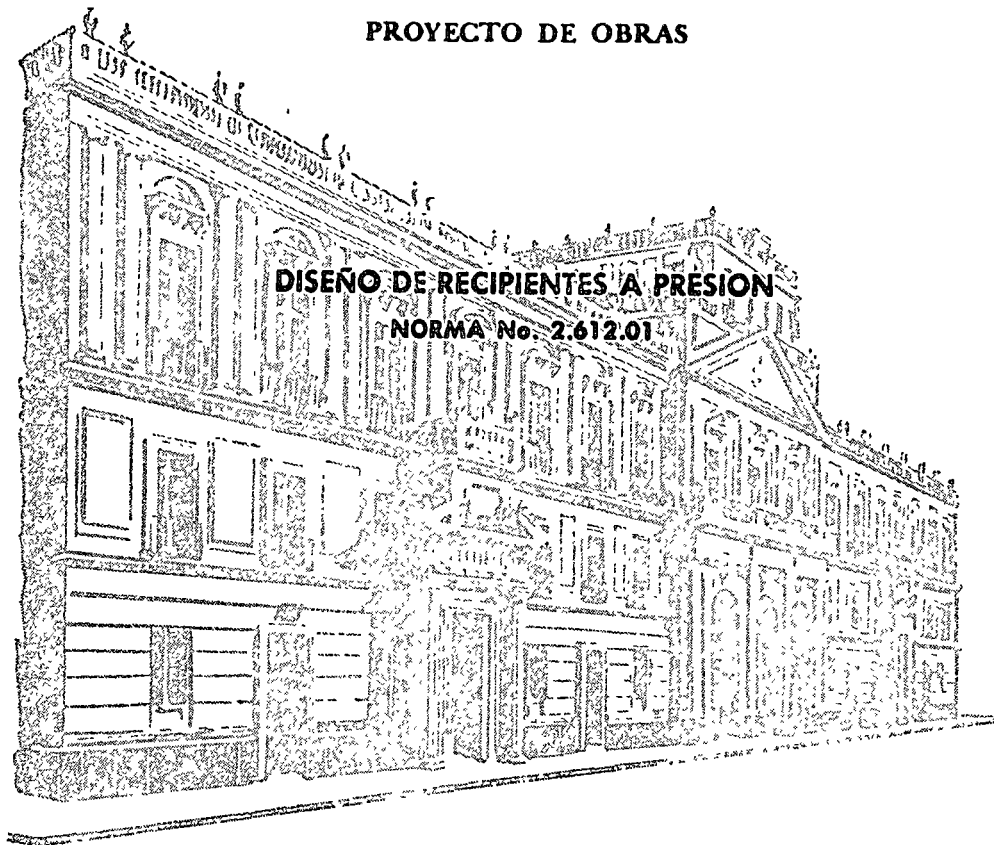 PROYECTO DE OBRAS
DISEÑO DE RECIPIENTES A PRESION
NORMA No. 2.612.01